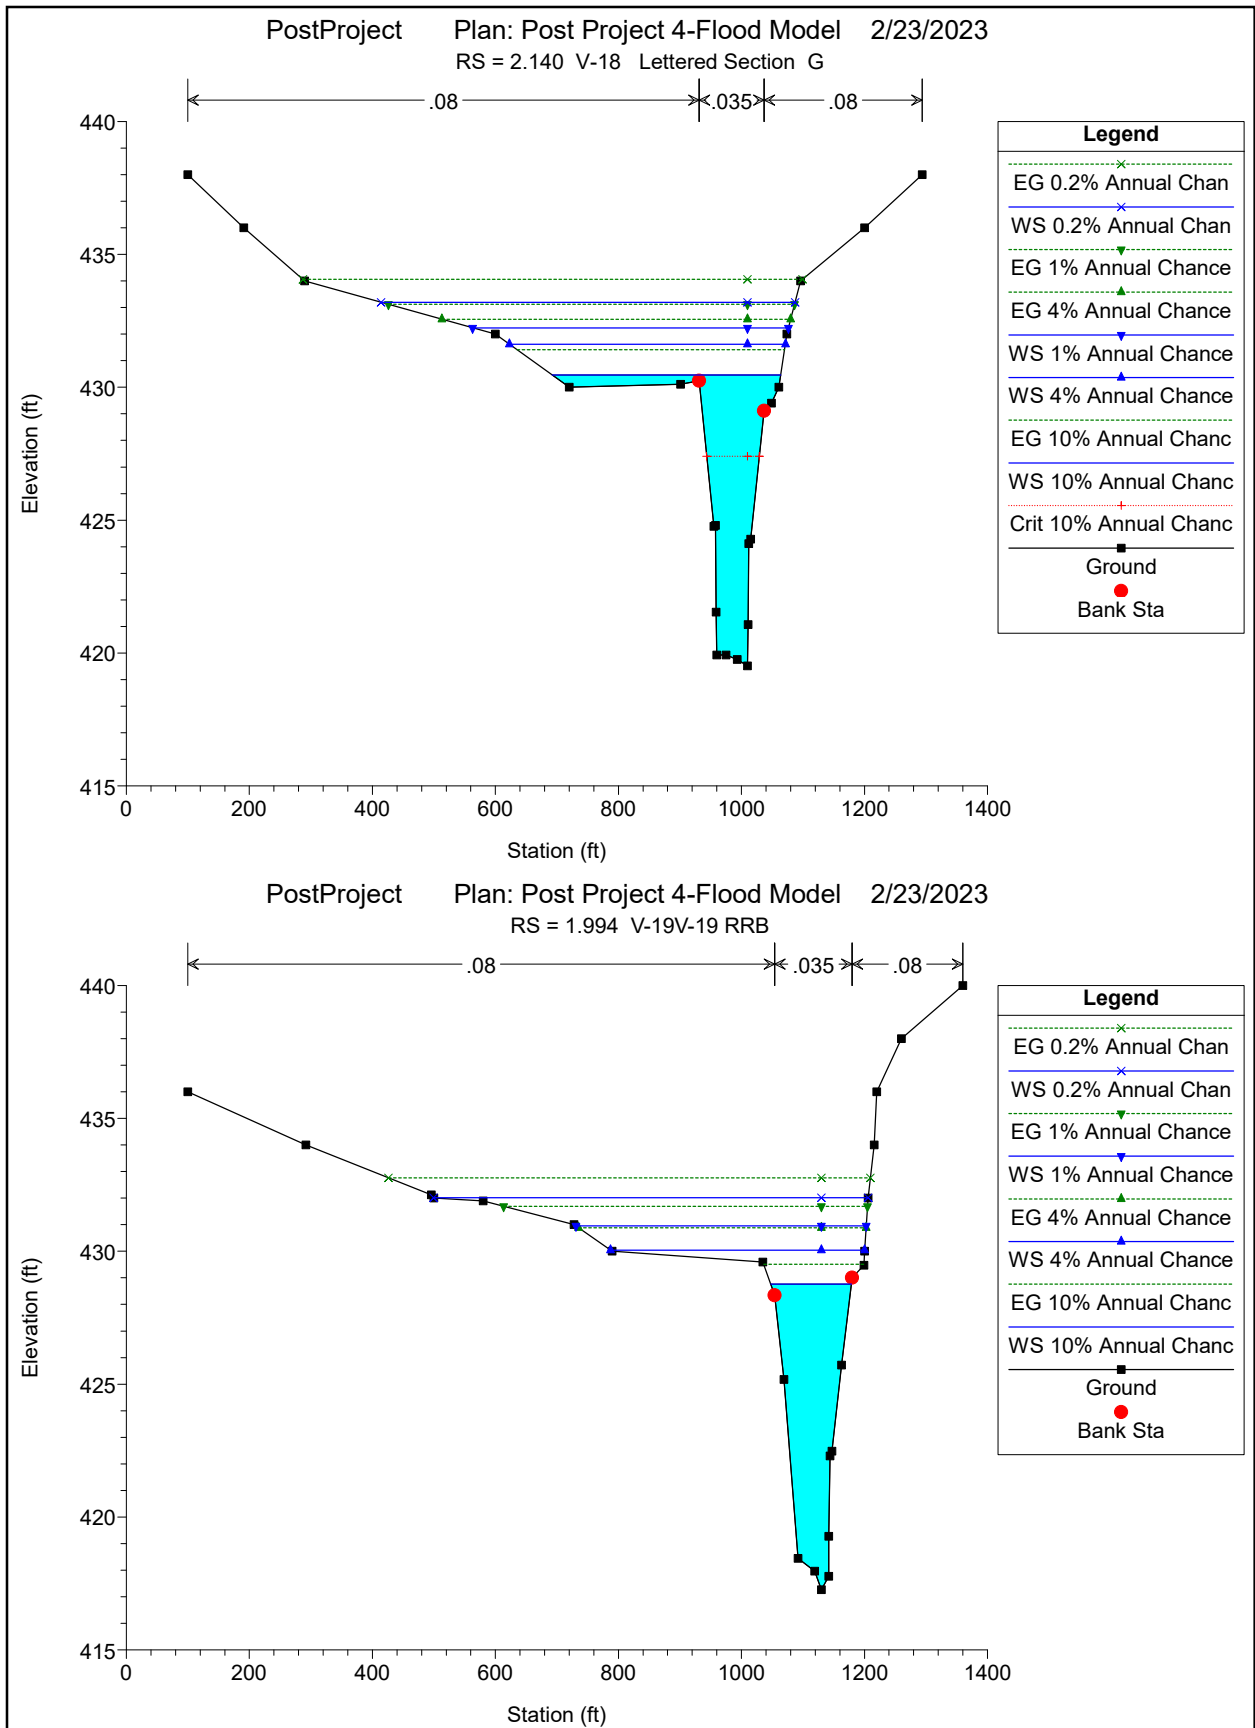 PostProject Plan: Post Project 4-Flood Model 2/23/2023
RS = 2.140 V-18 Lettered Section G
.08 .035 .08
440
435
430
425
420
415
0 200 400 600 800 1000 1200 1400
Elevation (ft)
Station (ft)
Legend
EG 0.2% Annual Chan
WS 0.2% Annual Chan
EG 1% Annual Chance
EG 4% Annual Chance
WS 1% Annual Chance
WS 4% Annual Chance
EG 10% Annual Chanc
WS 10% Annual Chanc
Crit 10% Annual Chanc
Ground
Bank Sta
PostProject Plan: Post Project 4-Flood Model 2/23/2023
RS = 1.994 V-19V-19 RRB
.08 .035 .08
440
435
430
425
420
415
0 200 400 600 800 1000 1200 1400
Elevation (ft)
Station (ft)
Legend
EG 0.2% Annual Chan
WS 0.2% Annual Chan
EG 1% Annual Chance
WS 1% Annual Chance
EG 4% Annual Chance
WS 4% Annual Chance
EG 10% Annual Chanc
WS 10% Annual Chanc
Ground
Bank Sta